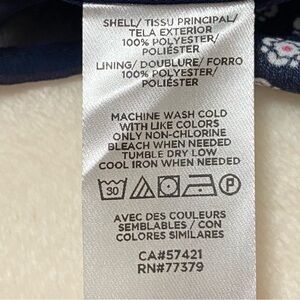 SHELL/ TISSU PRINCIPAL/
TELA EXTERIOR
100% POLYESTER/
POLIÉSTER
LINING/ DOUBLURE/ FORRO
100% POLYESTER/
POLIÉSTER
MACHINE WASH COLD
WITH LIKE COLORS
ONLY NON-CHLORINE
BLEACH WHEN NEEDED
TUMBLE DRY LOW
COOL IRON WHEN NEEDED
30 P
AVEC DES COULEURS
SEMBLABLES / CON
COLORES SIMILARES
CA#57421
RN#77379